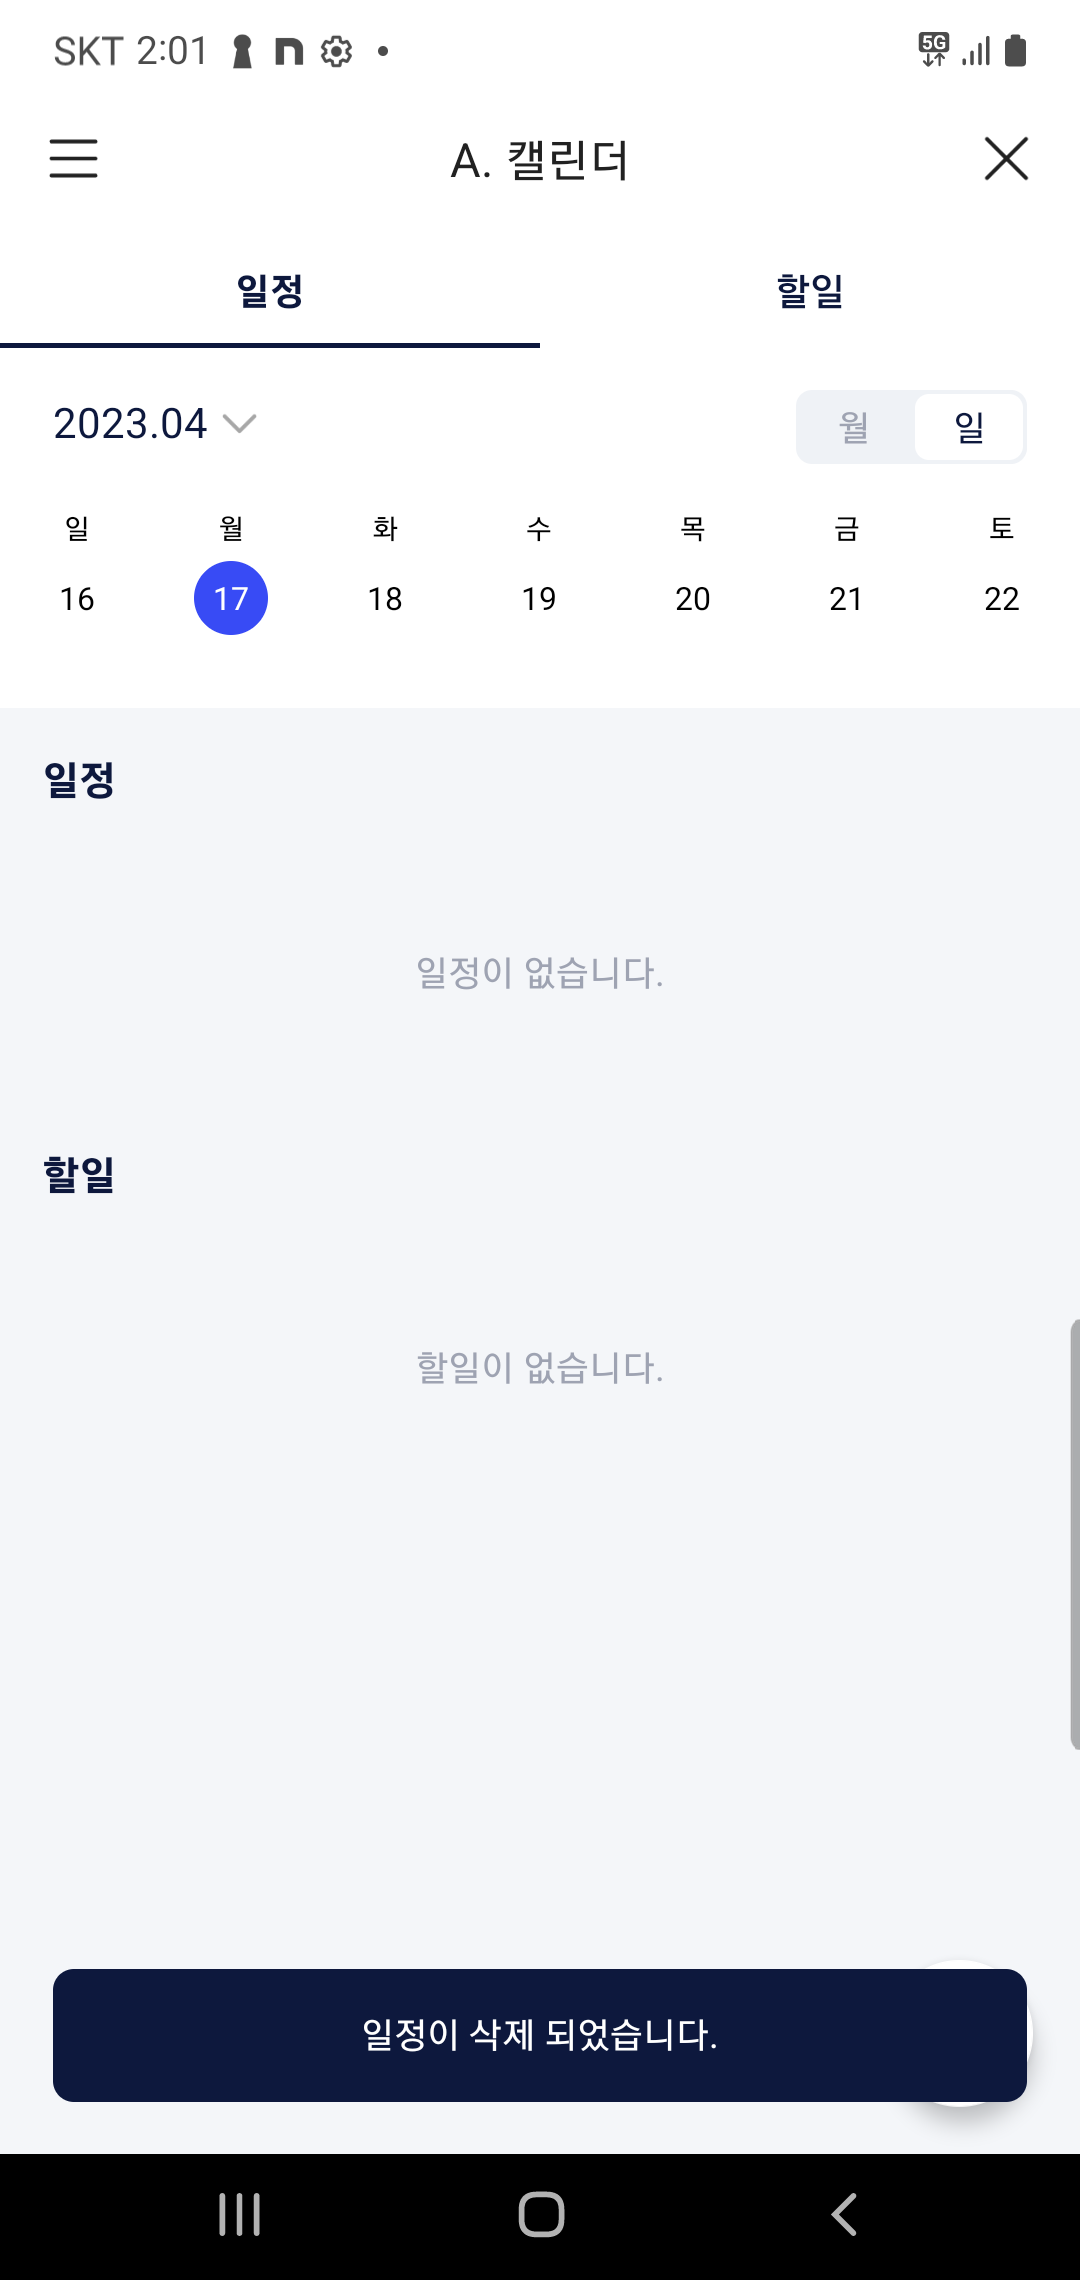 SKT 2:01
5G
A. 캘린더
일정 할일
2023.04
월 일
일 월 화 수 목 금 토
16 17 18 19 20 21 22
일정
일정이 없습니다.
할일
할일이 없습니다.
일정이 삭제 되었습니다.